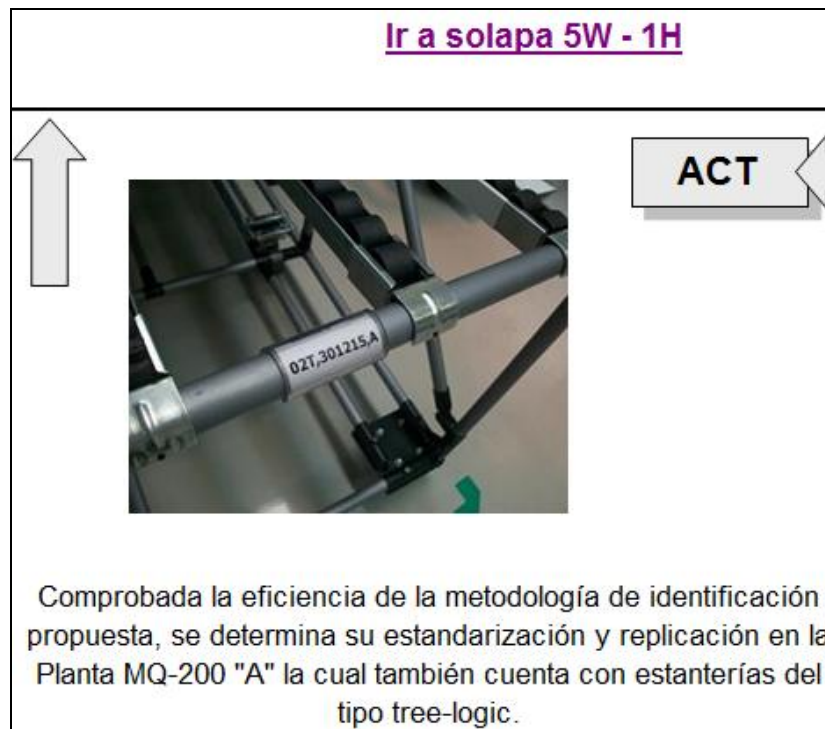 Ir a solapa 5W - 1H
ACT
02T,301215,A
Comprobada la eficiencia de la metodología de identificación
propuesta, se determina su estandarización y replicación en la
Planta MQ-200 "A" la cual también cuenta con estanterías del
tipo tree-logic.